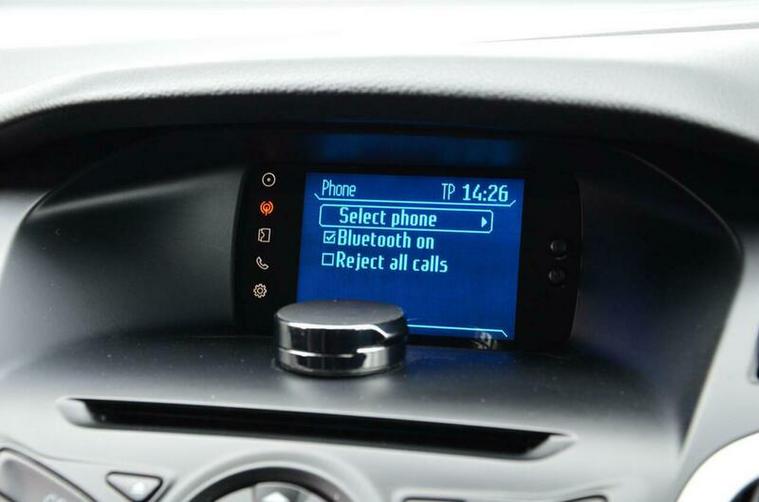 Phone TP 14:26
Select phone
Bluetooth on
Reject all calls